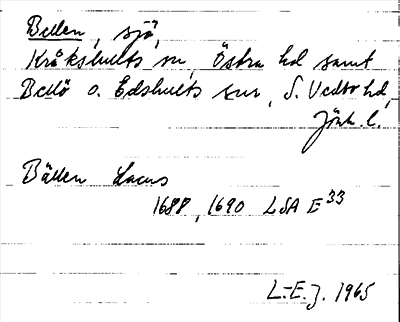 Bellen, sjö,
Kråkshults sn, Östra hd samt
Bellö o. Edshults snr, S. Vedbo hd,
Jönk. l.
Bällen Lacus
1688, 1690 LSA E 33
L-E. J. 1965